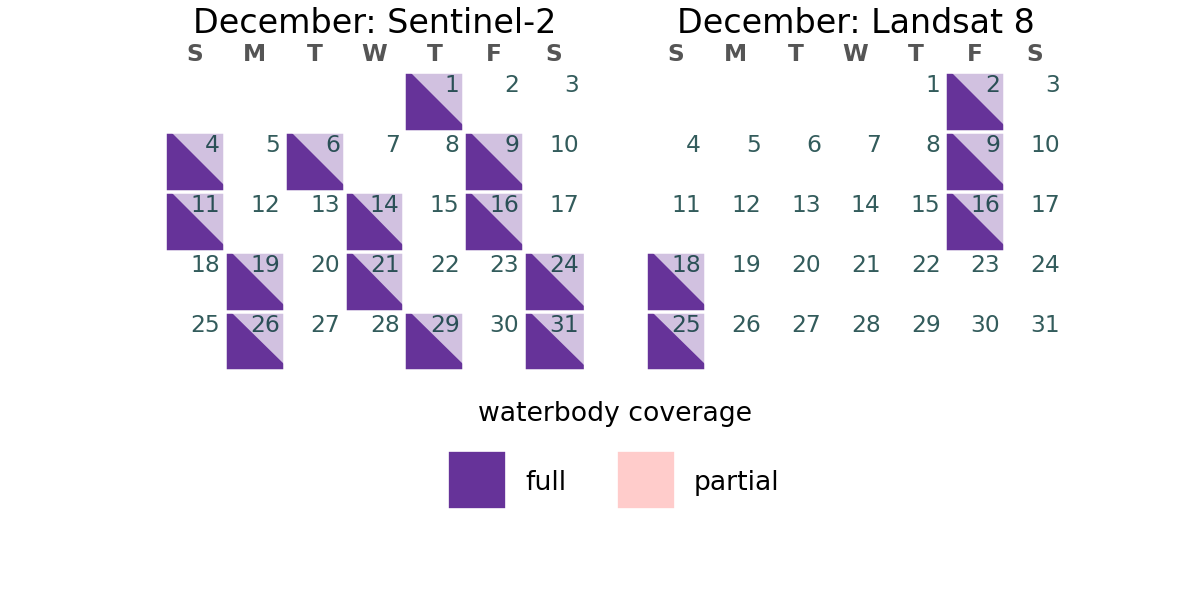 December: Sentinel-2
S M T W T F S
1 2 3
4 5 6 7 8 9 10
11 12 13 14 15 16 17
18 19 20 21 22 23 24
25 26 27 28 29 30 31
December: Landsat 8
S M T W T F S
1 2 3
4 5 6 7 8 9 10
11 12 13 14 15 16 17
18 19 20 21 22 23 24
25 26 27 28 29 30 31
waterbody coverage
full partial